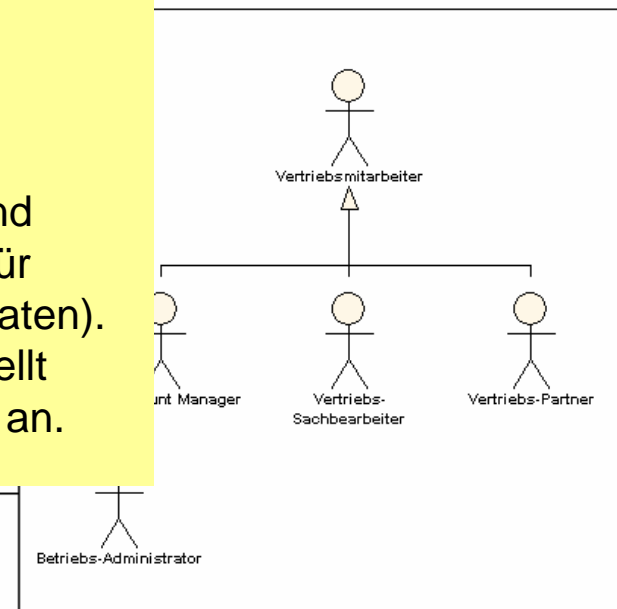 Vertriebsmitarbeiter
nd
ür
aten).
ellt
an.
unt Manager
Vertriebs-
Sachbearbeiter
Vertriebs-Partner
Betriebs-Administrator